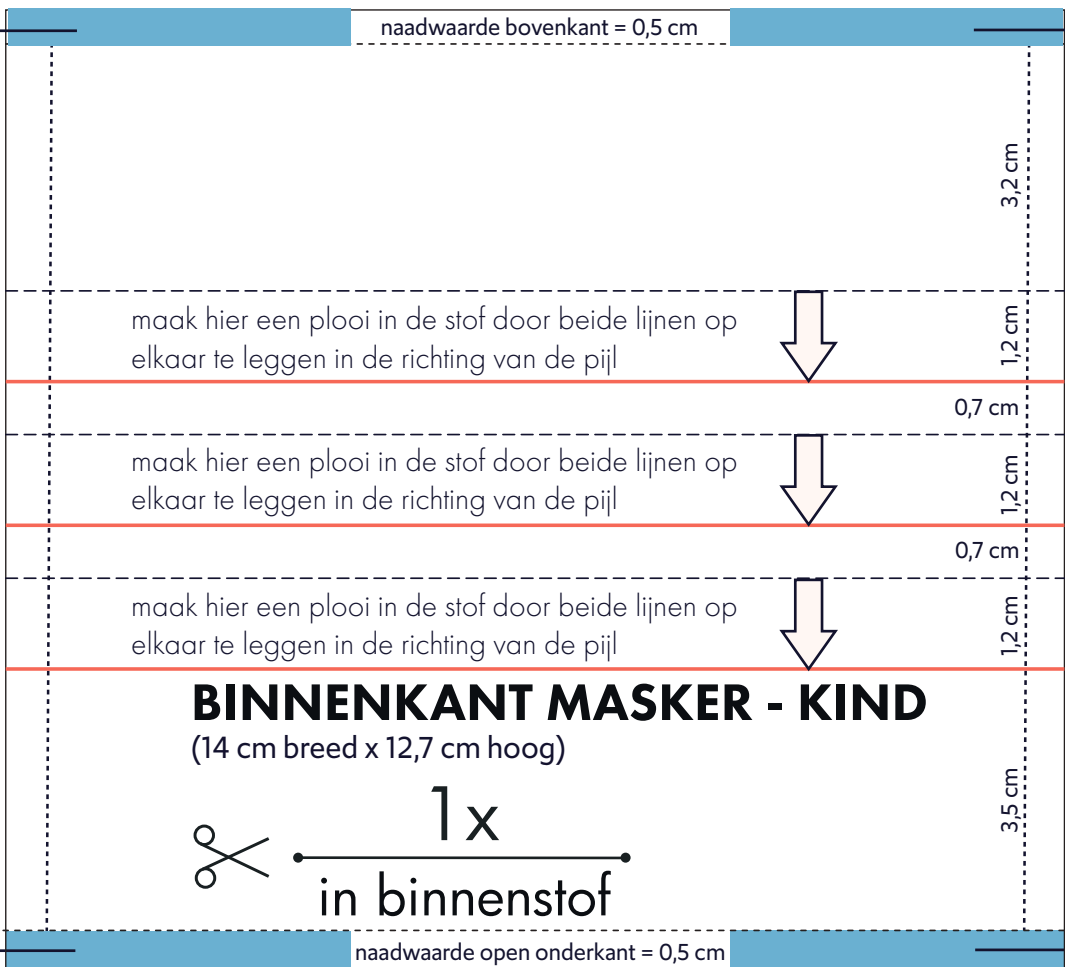 naadwaarde bovenkant = 0,5 cm
3,2 cm
maak hier een plooi in de stof door beide lijnen op
elkaar te leggen in de richting van de pijl
1,2 cm
0,7 cm
maak hier een plooi in de stof door beide lijnen op
elkaar te leggen in de richting van de pijl
1,2 cm
0,7 cm
maak hier een plooi in de stof door beide lijnen op
elkaar te leggen in de richting van de pijl
1,2 cm
BINNENKANT MASKER - KIND
(14 cm breed x 12,7 cm hoog)
3,5 cm
1x
in binnenstof
naadwaarde open onderkant = 0,5 cm